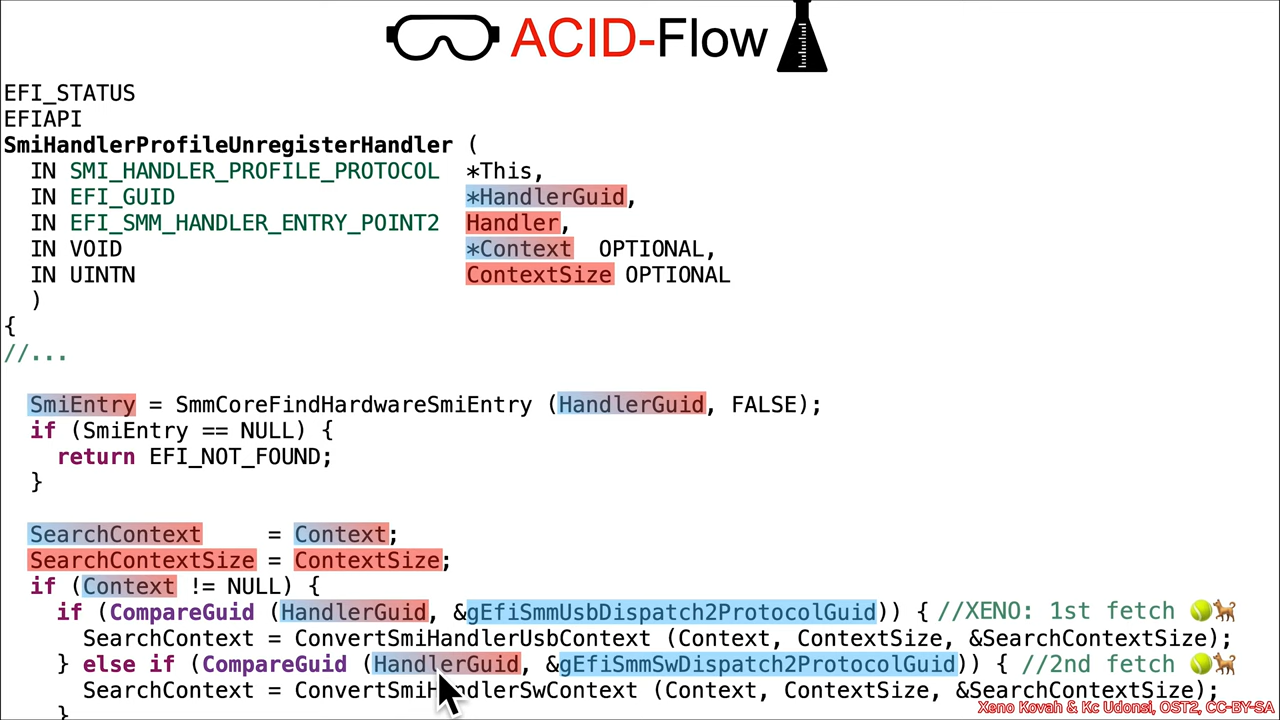 ACID-Flow
EFI_STATUS
EFIAPI
SmiHandlerProfileUnregisterHandler (
  IN SMI_HANDLER_PROFILE_PROTOCOL  *This,
  IN EFI_GUID                      *HandlerGuid,
  IN EFI_SMM_HANDLER_ENTRY_POINT2  Handler,
  IN VOID                          *Context  OPTIONAL,
  IN UINTN                         ContextSize OPTIONAL
  )
{
//...
  SmiEntry = SmmCoreFindHardwareSmiEntry (HandlerGuid, FALSE);
  if (SmiEntry == NULL) {
    return EFI_NOT_FOUND;
  }
  SearchContext     = Context;
  SearchContextSize = ContextSize;
  if (Context != NULL) {
    if (CompareGuid (HandlerGuid, &gEfiSmmUsbDispatch2ProtocolGuid)) { //XENO: 1st fetch 🎾🐕
      SearchContext = ConvertSmiHandlerUsbContext (Context, ContextSize, &SearchContextSize);
    } else if (CompareGuid (HandlerGuid, &gEfiSmmSwDispatch2ProtocolGuid)) { //2nd fetch 🎾🐕
      SearchContext = ConvertSmiHandlerSwContext (Context, ContextSize, &SearchContextSize);
    }
Xeno Kovah & Kc Udonsi, OST2, CC-BY-SA